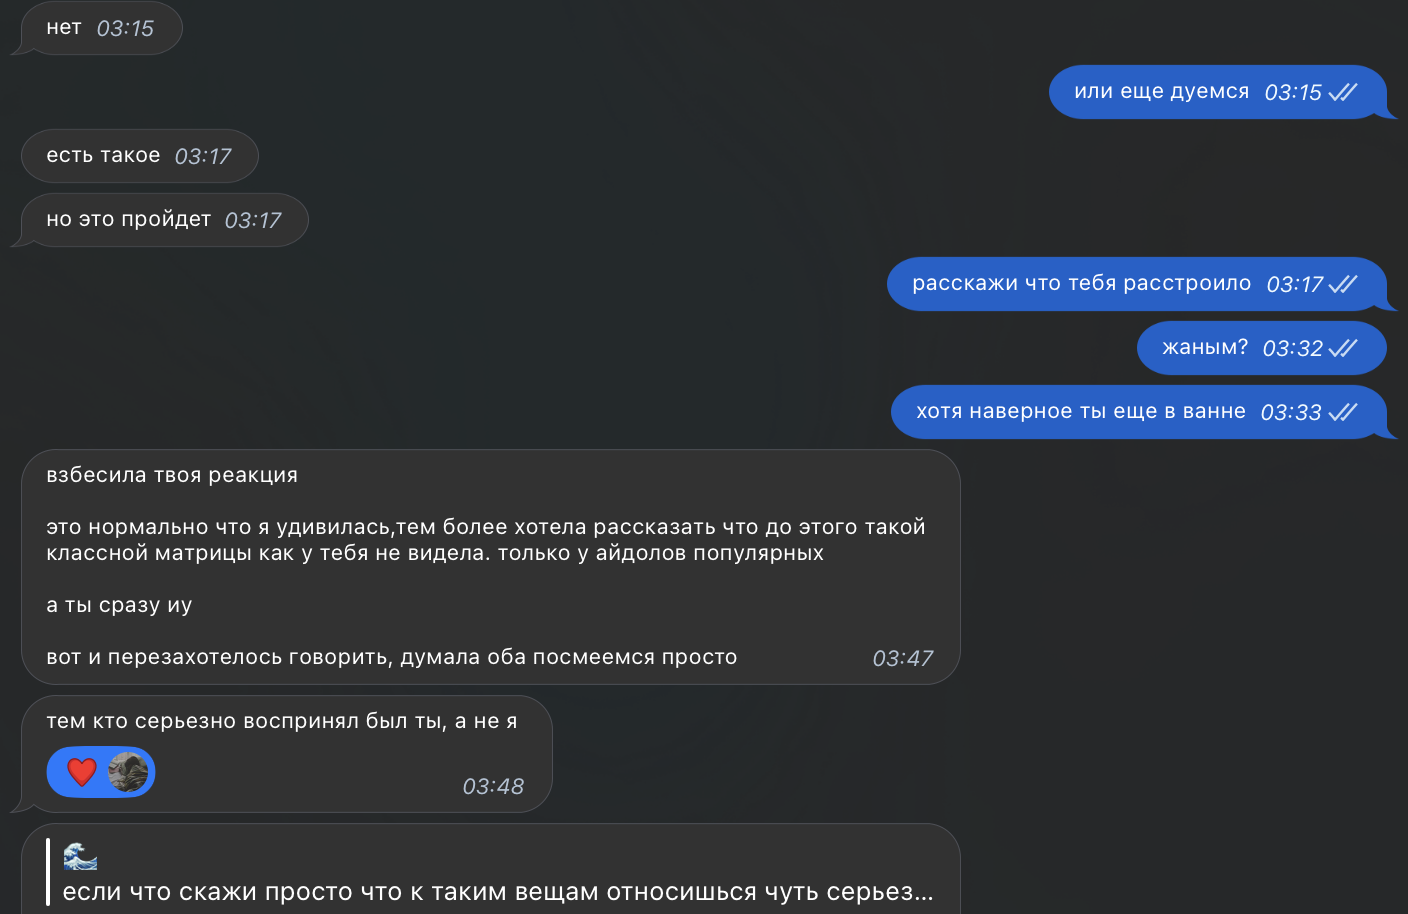 нет 03:15
или еще дуемся 03:15
есть такое 03:17
но это пройдет 03:17
расскажи что тебя расстроило 03:17
жаным? 03:32
хотя наверное ты еще в ванне 03:33
взбесила твоя реакция
это нормально что я удивилась,тем более хотела рассказать что до этого такой
классной матрицы как у тебя не видела. только у айдолов популярных
а ты сразу иу
вот и перезахотелось говорить, думала оба посмеемся просто 03:47
тем кто серьезно воспринял был ты, а не я
03:48
если что скажи просто что к таким вещам относишься чуть серьез...